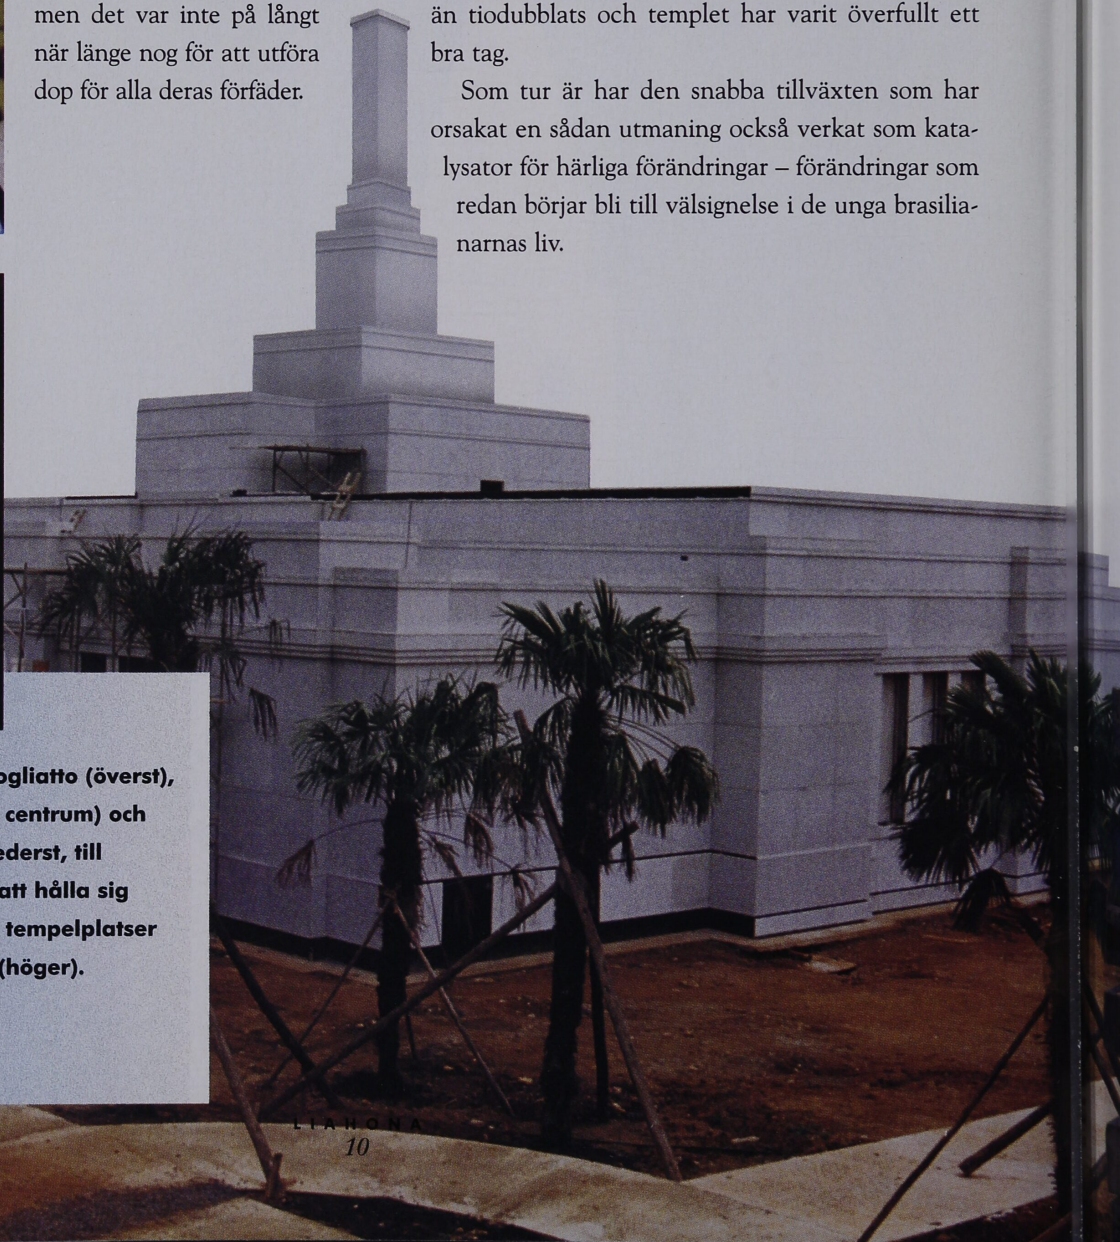 men det var inte på långt
när länge nog för att utföra
dop för alla deras förfäder.
än tiodubblats och templet har varit överfullt ett
bra tag.
Som tur är har den snabba tillväxten som har
orsakat en sådan utmaning också verkat som kata-
lysator för härliga förändringar – förändringar som
redan börjar bli till välsignelse i de unga brasilia-
narnas liv.
ogliatto (överst),
centrum) och
ederst, till
att hålla sig
tempelplatser
(höger).
LIAHONA
10